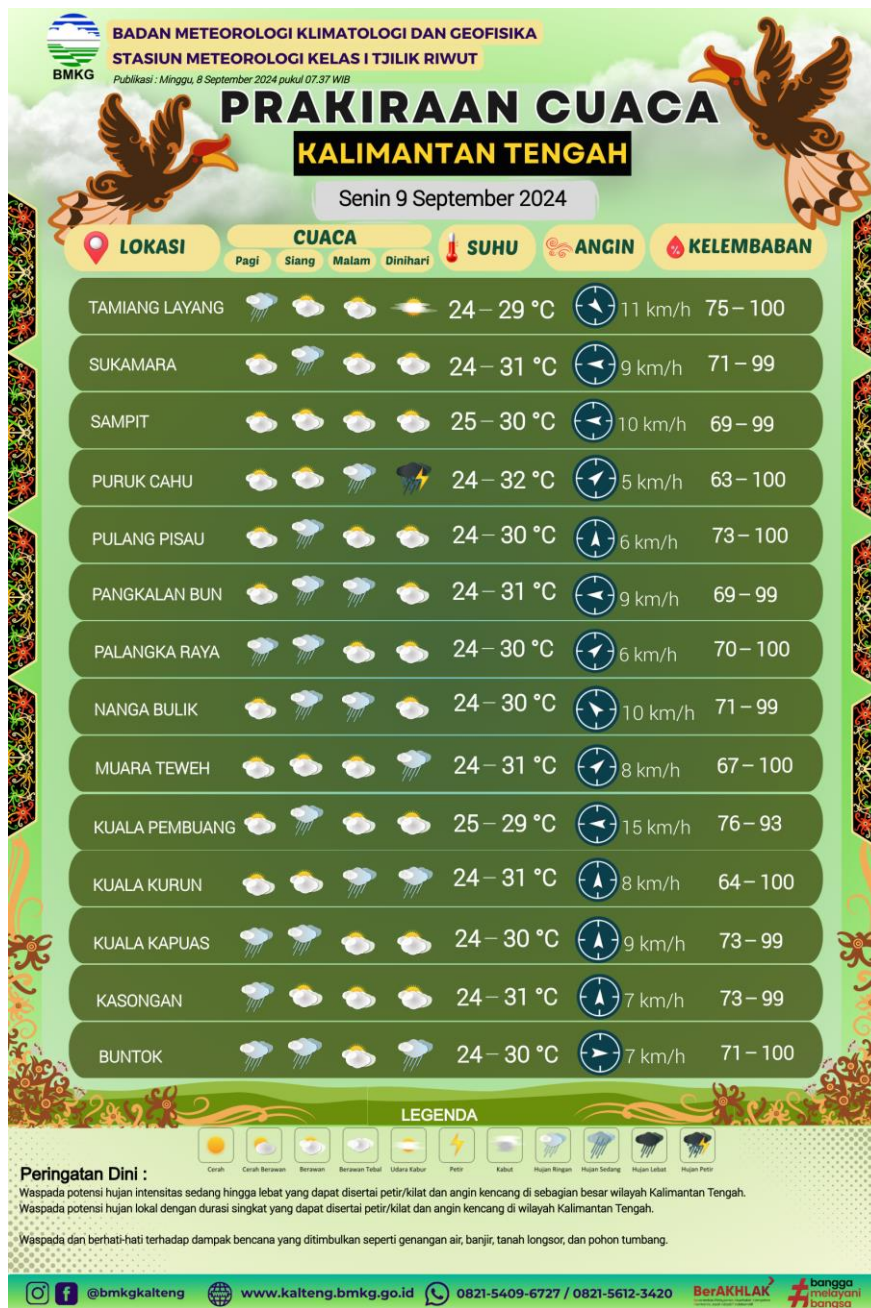 BADAN METEOROLOGI KLIMATOLOGI DAN GEOFISIKA
STASIUN METEOROLOGI KELAS I TJILIK RIWUT
BMKG
Publikasi : Minggu, 8 September 2024 pukul 07.37 WIB
PRAKIRAAN CUACA
KALIMANTAN TENGAH
Senin 9 September 2024
LOKASI CUACA SUHU ANGIN % KELEMBABAN
Pagi Siang Malam Dinihari
TAMIANG LAYANG 24 – 29 °C 11 km/h 75 – 100
SUKAMARA 24 – 31 °C 9 km/h 71 – 99
SAMPIT 25 – 30 °C 10 km/h 69 – 99
PURUK CAHU 24 – 32 °C 5 km/h 63 – 100
PULANG PISAU 24 – 30 °C 6 km/h 73 – 100
PANGKALAN BUN 24 – 31 °C 9 km/h 69 – 99
PALANGKA RAYA 24 – 30 °C 6 km/h 70 – 100
NANGA BULIK 24 – 30 °C 10 km/h 71 – 99
MUARA TEWEH 24 – 31 °C 8 km/h 67 – 100
KUALA PEMBUANG 25 – 29 °C 15 km/h 76 – 93
KUALA KURUN 24 – 31 °C 8 km/h 64 – 100
KUALA KAPUAS 24 – 30 °C 9 km/h 73 – 99
KASONGAN 24 – 31 °C 7 km/h 73 – 99
BUNTOK 24 – 30 °C 7 km/h 71 – 100
LEGENDA
Cerah Cerah Berawan Berawan Berawan Tebal Udara Kabur Petir Kabut Hujan Ringan Hujan Sedang Hujan Lebat Hujan Petir
Peringatan Dini :
Waspada potensi hujan intensitas sedang hingga lebat yang dapat disertai petir/kilat dan angin kencang di sebagian besar wilayah Kalimantan Tengah.
Waspada potensi hujan lokal dengan durasi singkat yang dapat disertai petir/kilat dan angin kencang di wilayah Kalimantan Tengah.
Waspada dan berhati-hati terhadap dampak bencana yang ditimbulkan seperti genangan air, banjir, tanah longsor, dan pohon tumbang.
@bmkgkalteng www.kalteng.bmkg.go.id 0821-5409-6727 / 0821-5612-3420 BerAKHLAK # bangga
melayani
bangsa